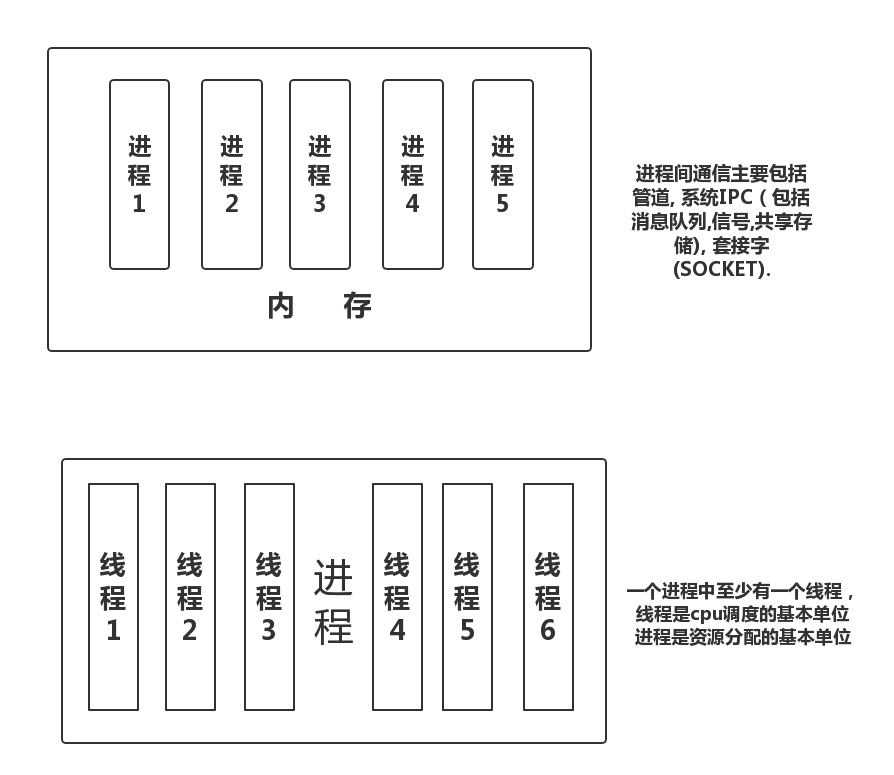 进程1
进程2
进程3
进程4
进程5
内 存
进程间通信主要包括
管道, 系统IPC（包括
消息队列,信号,共享存
储), 套接字
(SOCKET).
线程1
线程2
线程3
进程
线程4
线程5
线程6
一个进程中至少有一个线程，
线程是cpu调度的基本单位
进程是资源分配的基本单位